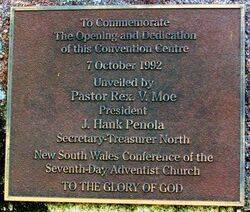 To Commemorate
The Opening and Dedication
of this Convention Centre
7 October 1992
Unveiled by
Pastor Rex. V. Moe
President
J. Hank Penola
Secretary-Treasurer North
New South Wales Conference of the
Seventh-Day Adventist Church
TO THE GLORY OF GOD